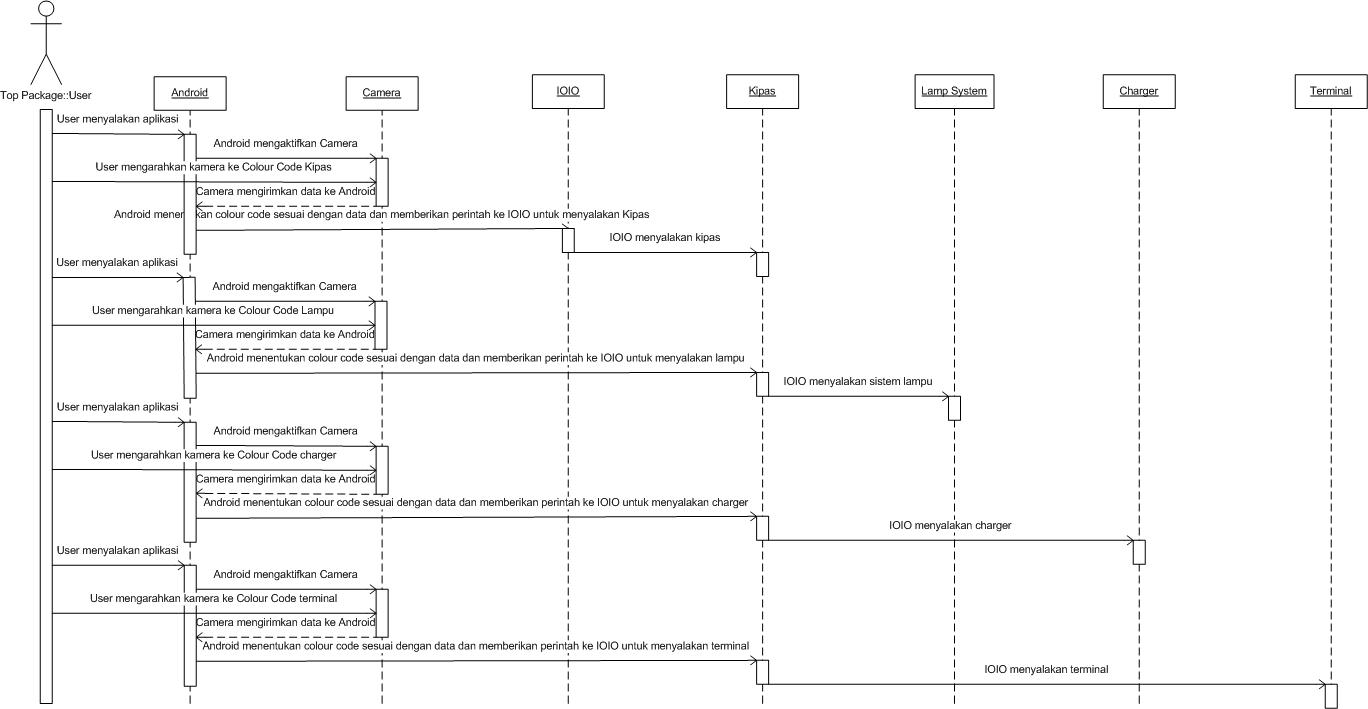 Top Package::User
Android
Camera
IOIO
Kipas
Lamp System
Charger
Terminal
User menyalakan aplikasi
Android mengaktifkan Camera
User mengarahkan kamera ke Colour Code Kipas
Camera mengirimkan data ke Android
Android mener kan colour code sesuai dengan data dan memberikan perintah ke IOIO untuk menyalakan Kipas
IOIO menyalakan kipas
User menyalakan aplikasi
Android mengaktifkan Camera
User mengarahkan kamera ke Colour Code Lampu
Camera mengirimkan data ke Android
Android menentukan colour code sesuai dengan data dan memberikan perintah ke IOIO untuk menyalakan lampu
IOIO menyalakan sistem lampu
User menyalakan aplikasi
Android mengaktifkan Camera
User mengarahkan kamera ke Colour Code charger
Camera mengirimkan data ke Android
Android menentukan colour code sesuai dengan data dan memberikan perintah ke IOIO untuk menyalakan charger
IOIO menyalakan charger
User menyalakan aplikasi
Android mengaktifkan Camera
User mengarahkan kamera ke Colour Code terminal
Camera mengirimkan data ke Android
Android menentukan colour code sesuai dengan data dan memberikan perintah ke IOIO untuk menyalakan terminal
IOIO menyalakan terminal